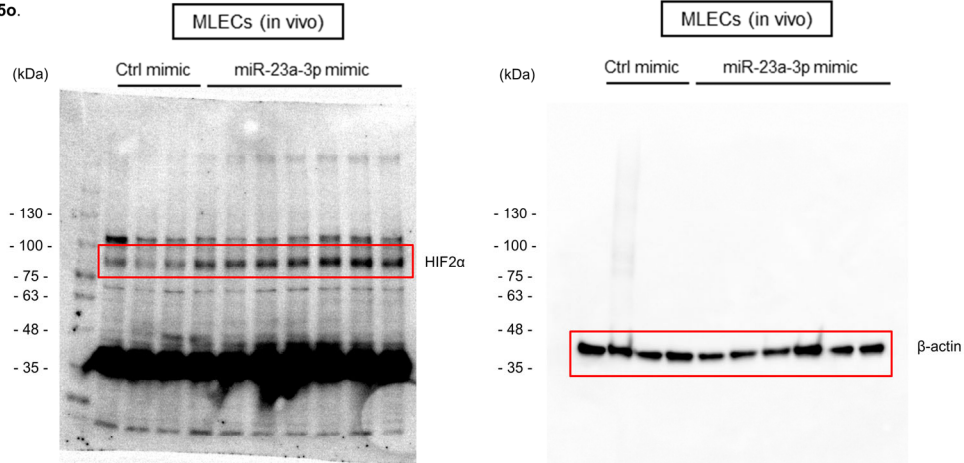 5o.
MLECs (in vivo)
(kDa)
Ctrl mimic
miR-23a-3p mimic
- 130 -
- 100 -
- 75 -
- 63 -
- 48 -
- 35 -
HIF2α
MLECs (in vivo)
(kDa)
Ctrl mimic
miR-23a-3p mimic
- 130 -
- 100 -
- 75 -
- 63 -
- 48 -
- 35 -
β-actin